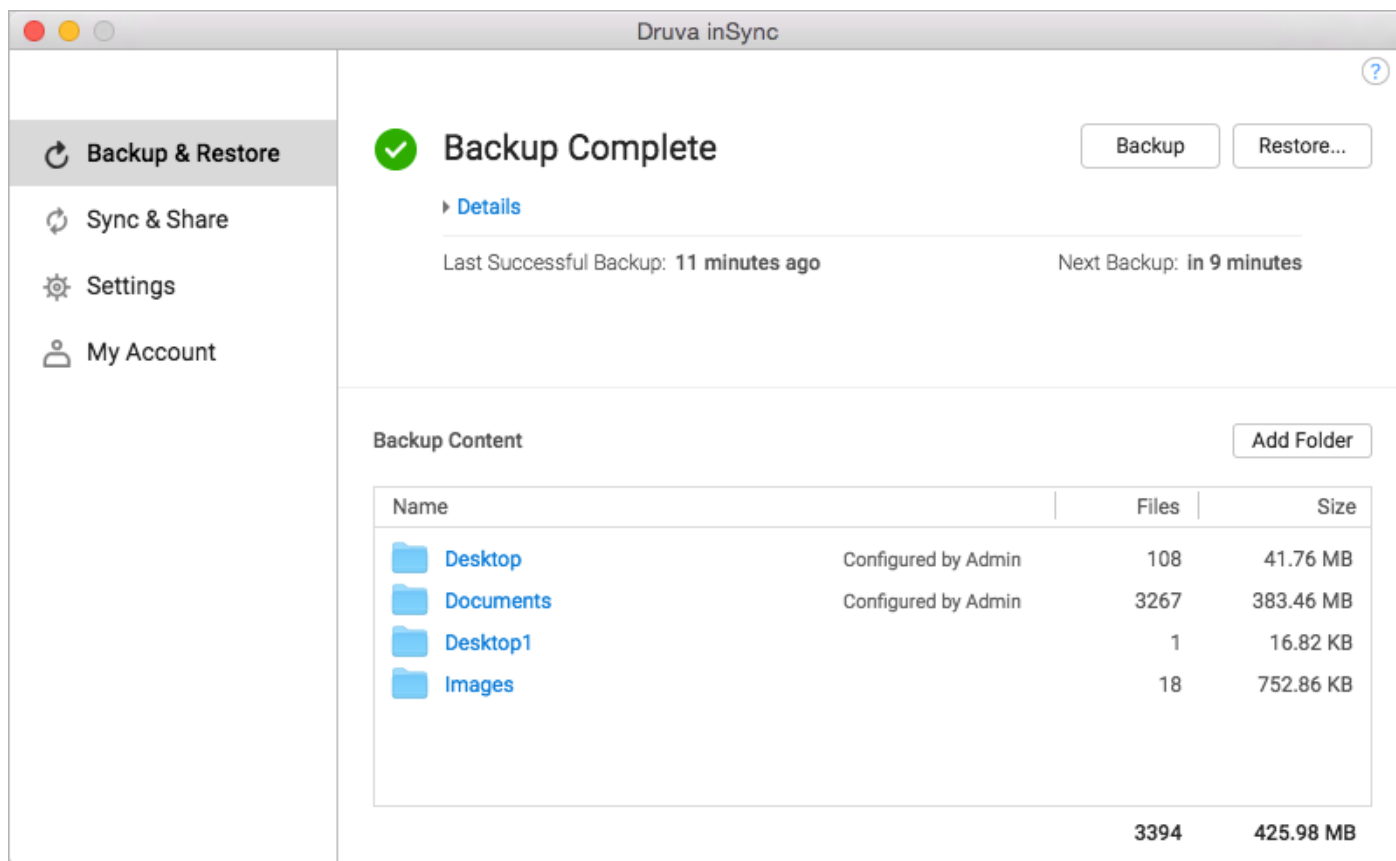 Druva inSync
?
Backup & Restore
Sync & Share
Settings
My Account
Backup Complete
Backup
Restore...
Details
Last Successful Backup: 11 minutes ago
Next Backup: in 9 minutes
Backup Content
Add Folder
Name Files Size
Desktop Configured by Admin 108 41.76 MB
Documents Configured by Admin 3267 383.46 MB
Desktop1 1 16.82 KB
Images 18 752.86 KB
3394 425.98 MB